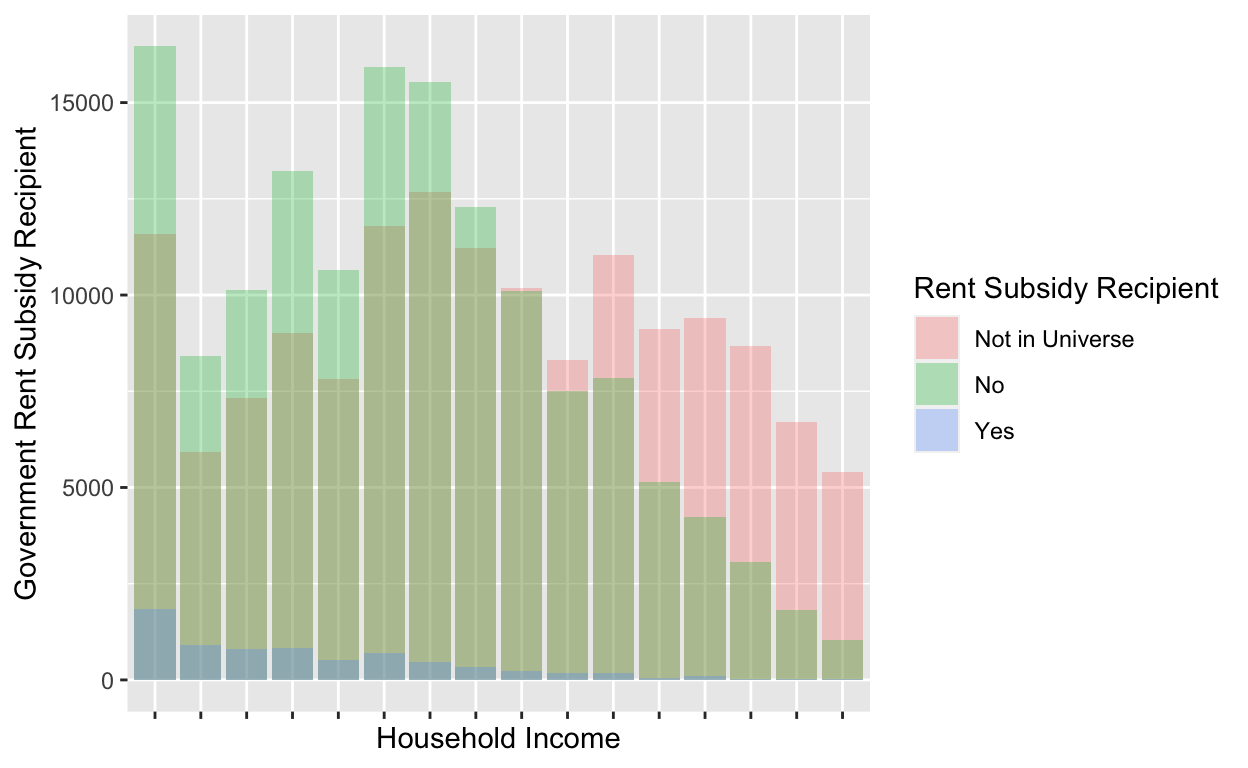 Government Rent Subsidy Recipient
15000
10000
5000
0
Household Income
Rent Subsidy Recipient
Not in Universe
No
Yes